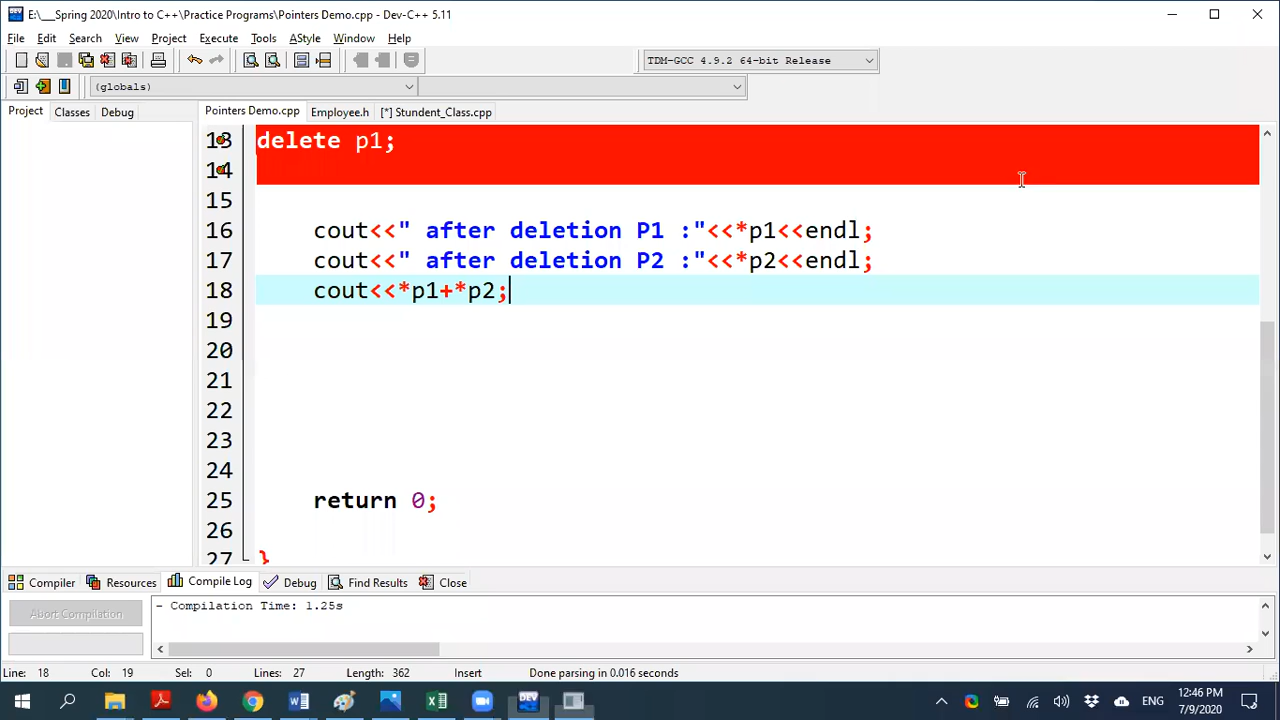 E:\___Spring 2020\Intro to C++\Practice Programs\Pointers Demo.cpp - Dev-C++ 5.11
File Edit Search View Project Execute Tools AStyle Window Help
TDM-GCC 4.9.2 64-bit Release
(globals)
Project Classes Debug Pointers Demo.cpp Employee.h [*] Stundent_Class.cpp
13 delete p1;
14
15
16 cout<<" after deletion P1 :"<<*p1<<endl;
17 cout<<" after deletion P2 :"<<*p2<<endl;
18 cout<<*p1+*p2;
19
20
21
22
23
24
25 return 0;
26
27 }
Compiler Resources Compile Log Debug Find Results Close
Abort Compilation
- Compilation Time: 1.25s
Line: 18 Col: 19 Sel: 0 Lines: 27 Length: 362 Insert Done parsing in 0.016 seconds
DEV
ENG
12:46 PM
7/9/2020